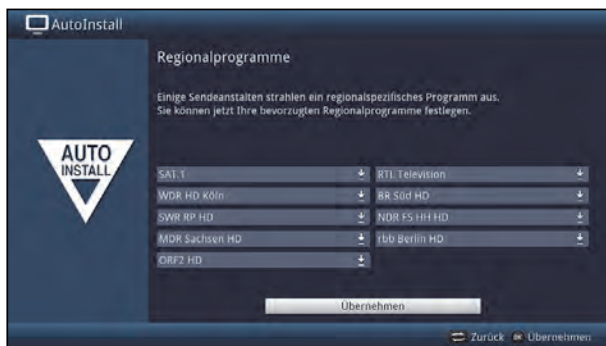 AutoInstall
Regionalprogramme
Einige Sendeanstalten strahlen ein regionalspezifisches Programm aus.
Sie können jetzt Ihre bevorzugten Regionalprogramme festlegen.
AUTO
INSTALL
SAT.1
RTL Television
WDR HD Köln
BR Süd HD
SWR RP HD
NDR FS HH HD
MDR Sachsen HD
rbb Berlin HD
ORF2 HD
Übernehmen
Zurück OK Übernehmen